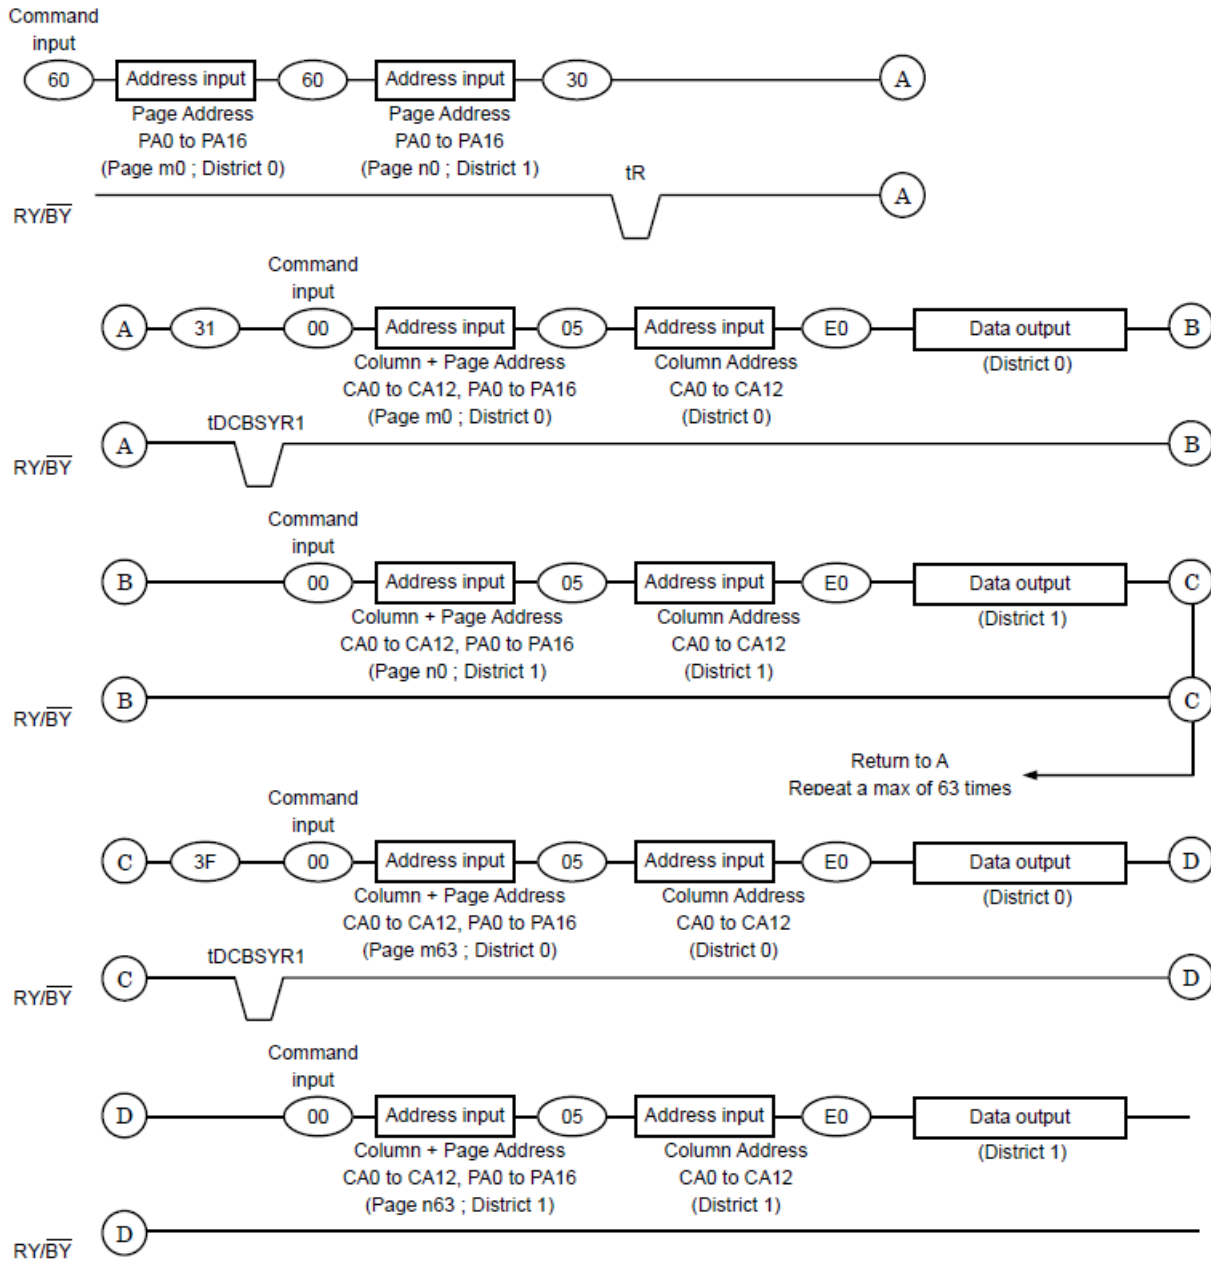 Command
input
60 Address input 60 Address input 30 A
Page Address Page Address
PA0 to PA16 PA0 to PA16
(Page m0 ; District 0) (Page n0 ; District 1)
tR
RY/BY A
Command
input
A 31 00 Address input 05 Address input E0 Data output B
Column + Page Address Column Address (District 0)
CA0 to CA12, PA0 to PA16 CA0 to CA12
(Page m0 ; District 0) (District 0)
tDCBSYR1
RY/BY A B
Command
input
B 00 Address input 05 Address input E0 Data output C
Column + Page Address Column Address (District 1)
CA0 to CA12, PA0 to PA16 CA0 to CA12
(Page n0 ; District 1) (District 1)
RY/BY B C
Return to A
Repeat a max of 63 times
Command
input
C 3F 00 Address input 05 Address input E0 Data output D
Column + Page Address Column Address (District 0)
CA0 to CA12, PA0 to PA16 CA0 to CA12
(Page m63 ; District 0) (District 0)
tDCBSYR1
RY/BY C D
Command
input
D 00 Address input 05 Address input E0 Data output
Column + Page Address Column Address (District 1)
CA0 to CA12, PA0 to PA16 CA0 to CA12
(Page n63 ; District 1) (District 1)
RY/BY D